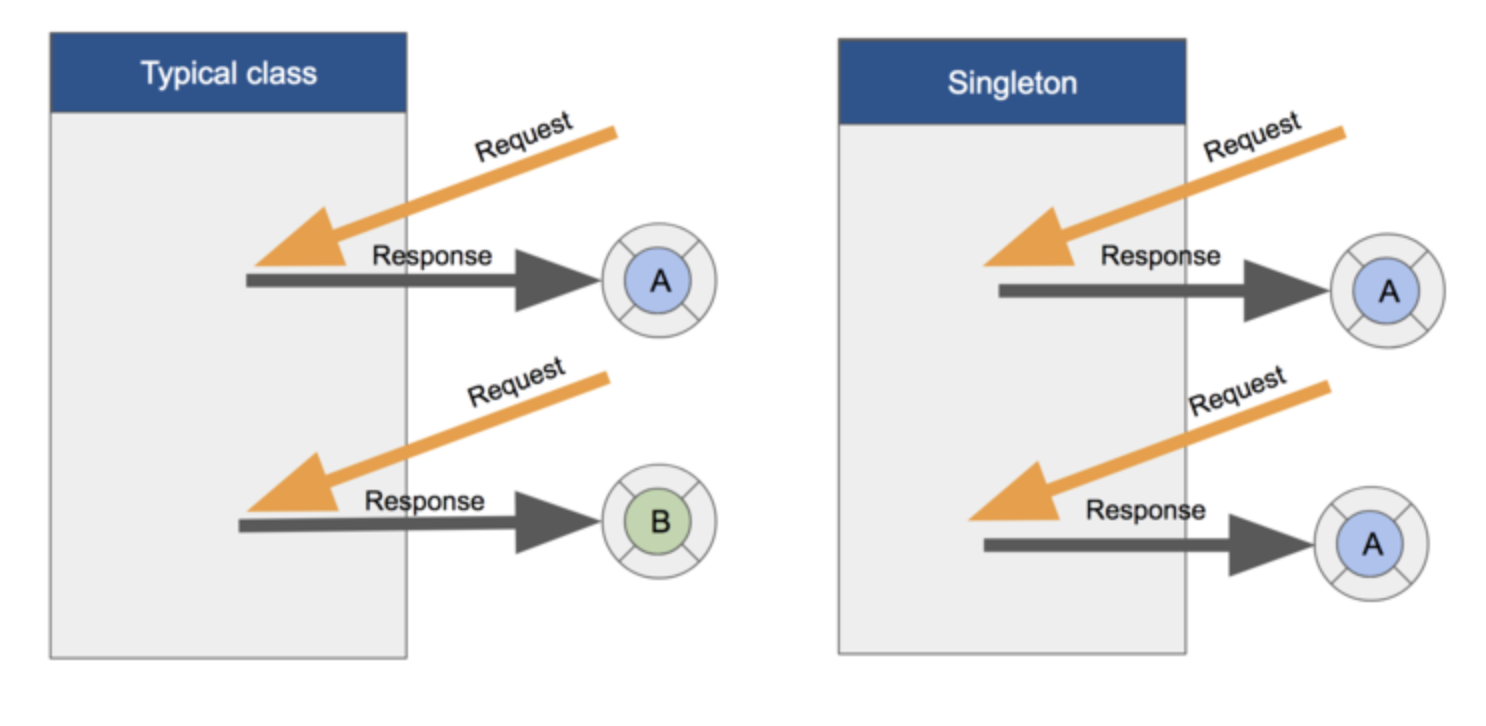 Typical class
Request
Response
A
Request
Response
B
Singleton
Request
Response
A
Request
Response
A